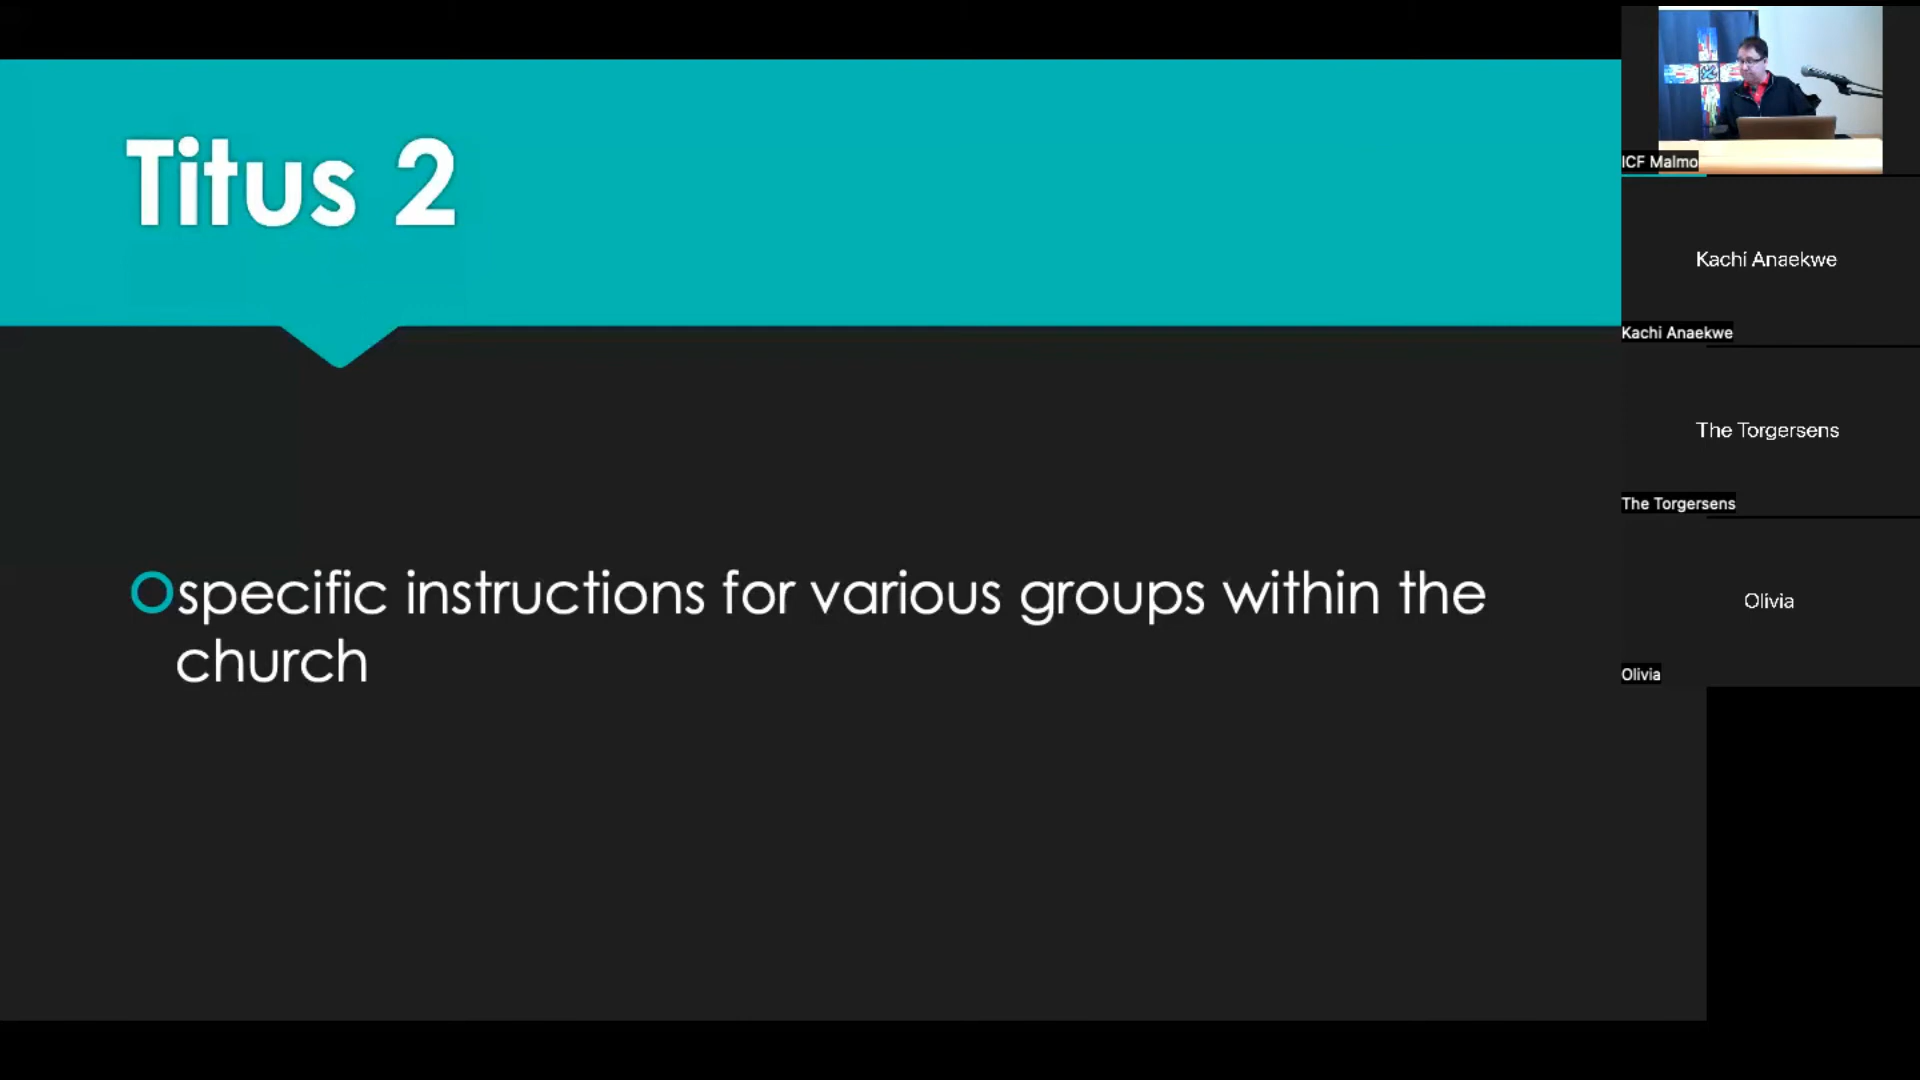 Titus 2
specific instructions for various groups within the
church
ICF Malmo
Kachi Anaekwe
Kachi Anaekwe
The Torgersens
The Torgersens
Olivia
Olivia